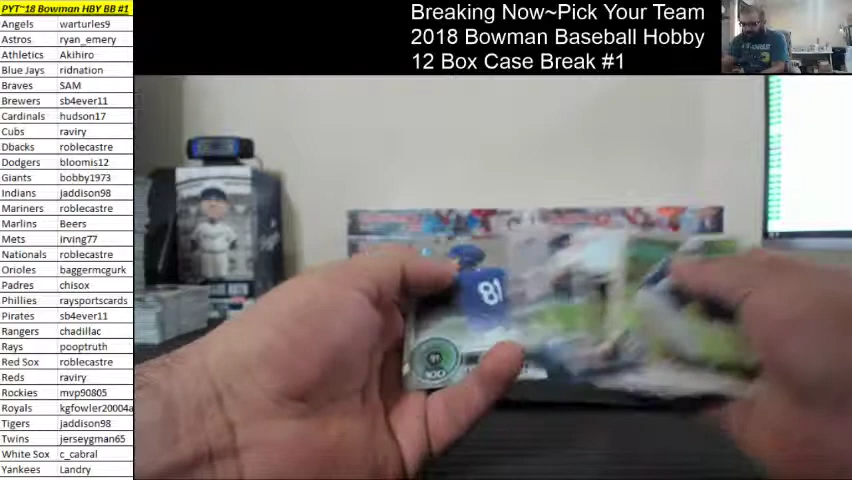 PYT~18 Bowman HBY BB #1
Angels warturles9
Astros ryan_emery
Athletics Akihiro
Blue Jays ridnation
Braves SAM
Brewers sb4ever11
Cardinals hudson17
Cubs raviry
Dbacks roblecastre
Dodgers bloomis12
Giants bobby1973
Indians jaddison98
Mariners roblecastre
Marlins Beers
Mets irving77
Nationals roblecastre
Orioles baggermcgurk
Padres chisox
Phillies raysportscards
Pirates sb4ever11
Rangers chadillac
Rays pooptruth
Red Sox roblecastre
Reds raviry
Rockies mvp90805
Royals kgfowler20004a
Tigers jaddison98
Twins jerseygman65
White Sox c_cabral
Yankees Landry
Breaking Now~Pick Your Team
2018 Bowman Baseball Hobby
12 Box Case Break #1
81
100